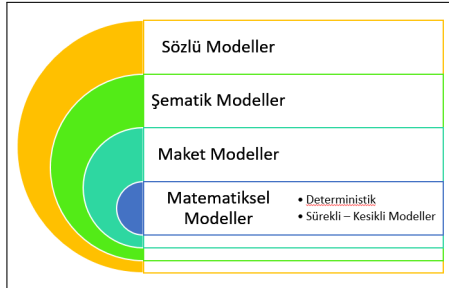 Sözlü Modeller
Şematik Modeller
Maket Modeller
Matematiksel
Modeller
• Deterministik
• Sürekli – Kesikli Modeller